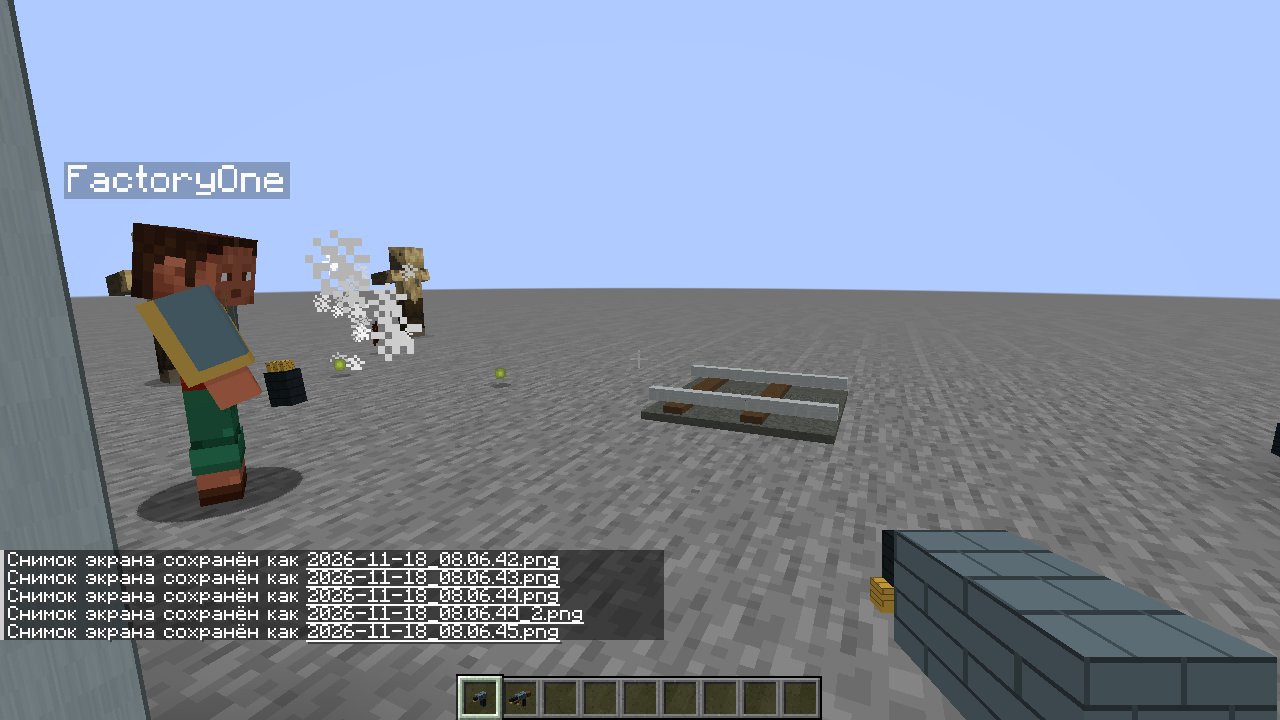 FactoryOne
Снимок экрана сохранён как 2026-11-18_08.06.42.png
Снимок экрана сохранён как 2026-11-18_08.06.43.png
Снимок экрана сохранён как 2026-11-18_08.06.44.png
Снимок экрана сохранён как 2026-11-18_08.06.44_2.png
Снимок экрана сохранён как 2026-11-18_08.06.45.png